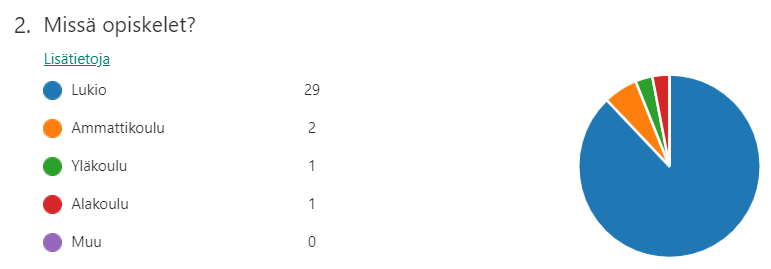 2. Missä opiskelet?
Lisätietoja
Lukio 29
Ammattikoulu 2
Yläkoulu 1
Alakoulu 1
Muu 0